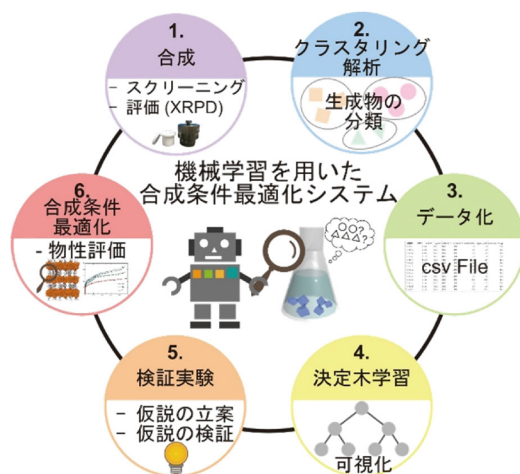 1.
合成
- スクリーニング
- 評価 (XRPD)
2.
クラスタリング
解析
生成物の
分類
3.
データ化
csv File
4.
決定木学習
可視化
5.
検証実験
- 仮説の立案
- 仮説の検証
6.
合成条件
最適化
- 物性評価
機械学習を用いた
合成条件最適化システム
?